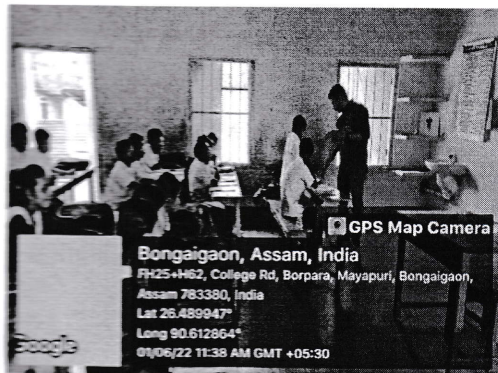 GPS Map Camera
Bongaigaon, Assam, India
FH25+H62, College Rd, Borpara, Mayapuri, Bongaigaon,
Assam 783380, India
Lat 26.489947°
Long 90.612864°
01/06/22 11:38 AM GMT +05:30
Google